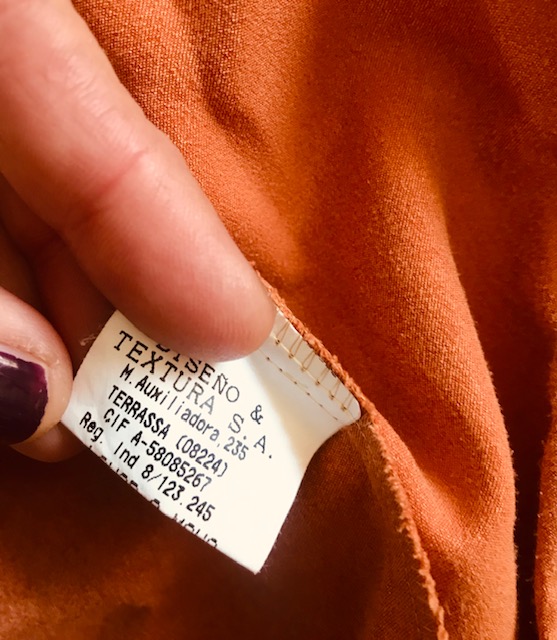 DISEÑO &
TEXTURA S.A.
M. Auxiliadora, 235
TERRASSA (08224)
CIF A-58085267
Reg. Ind 8/123.245